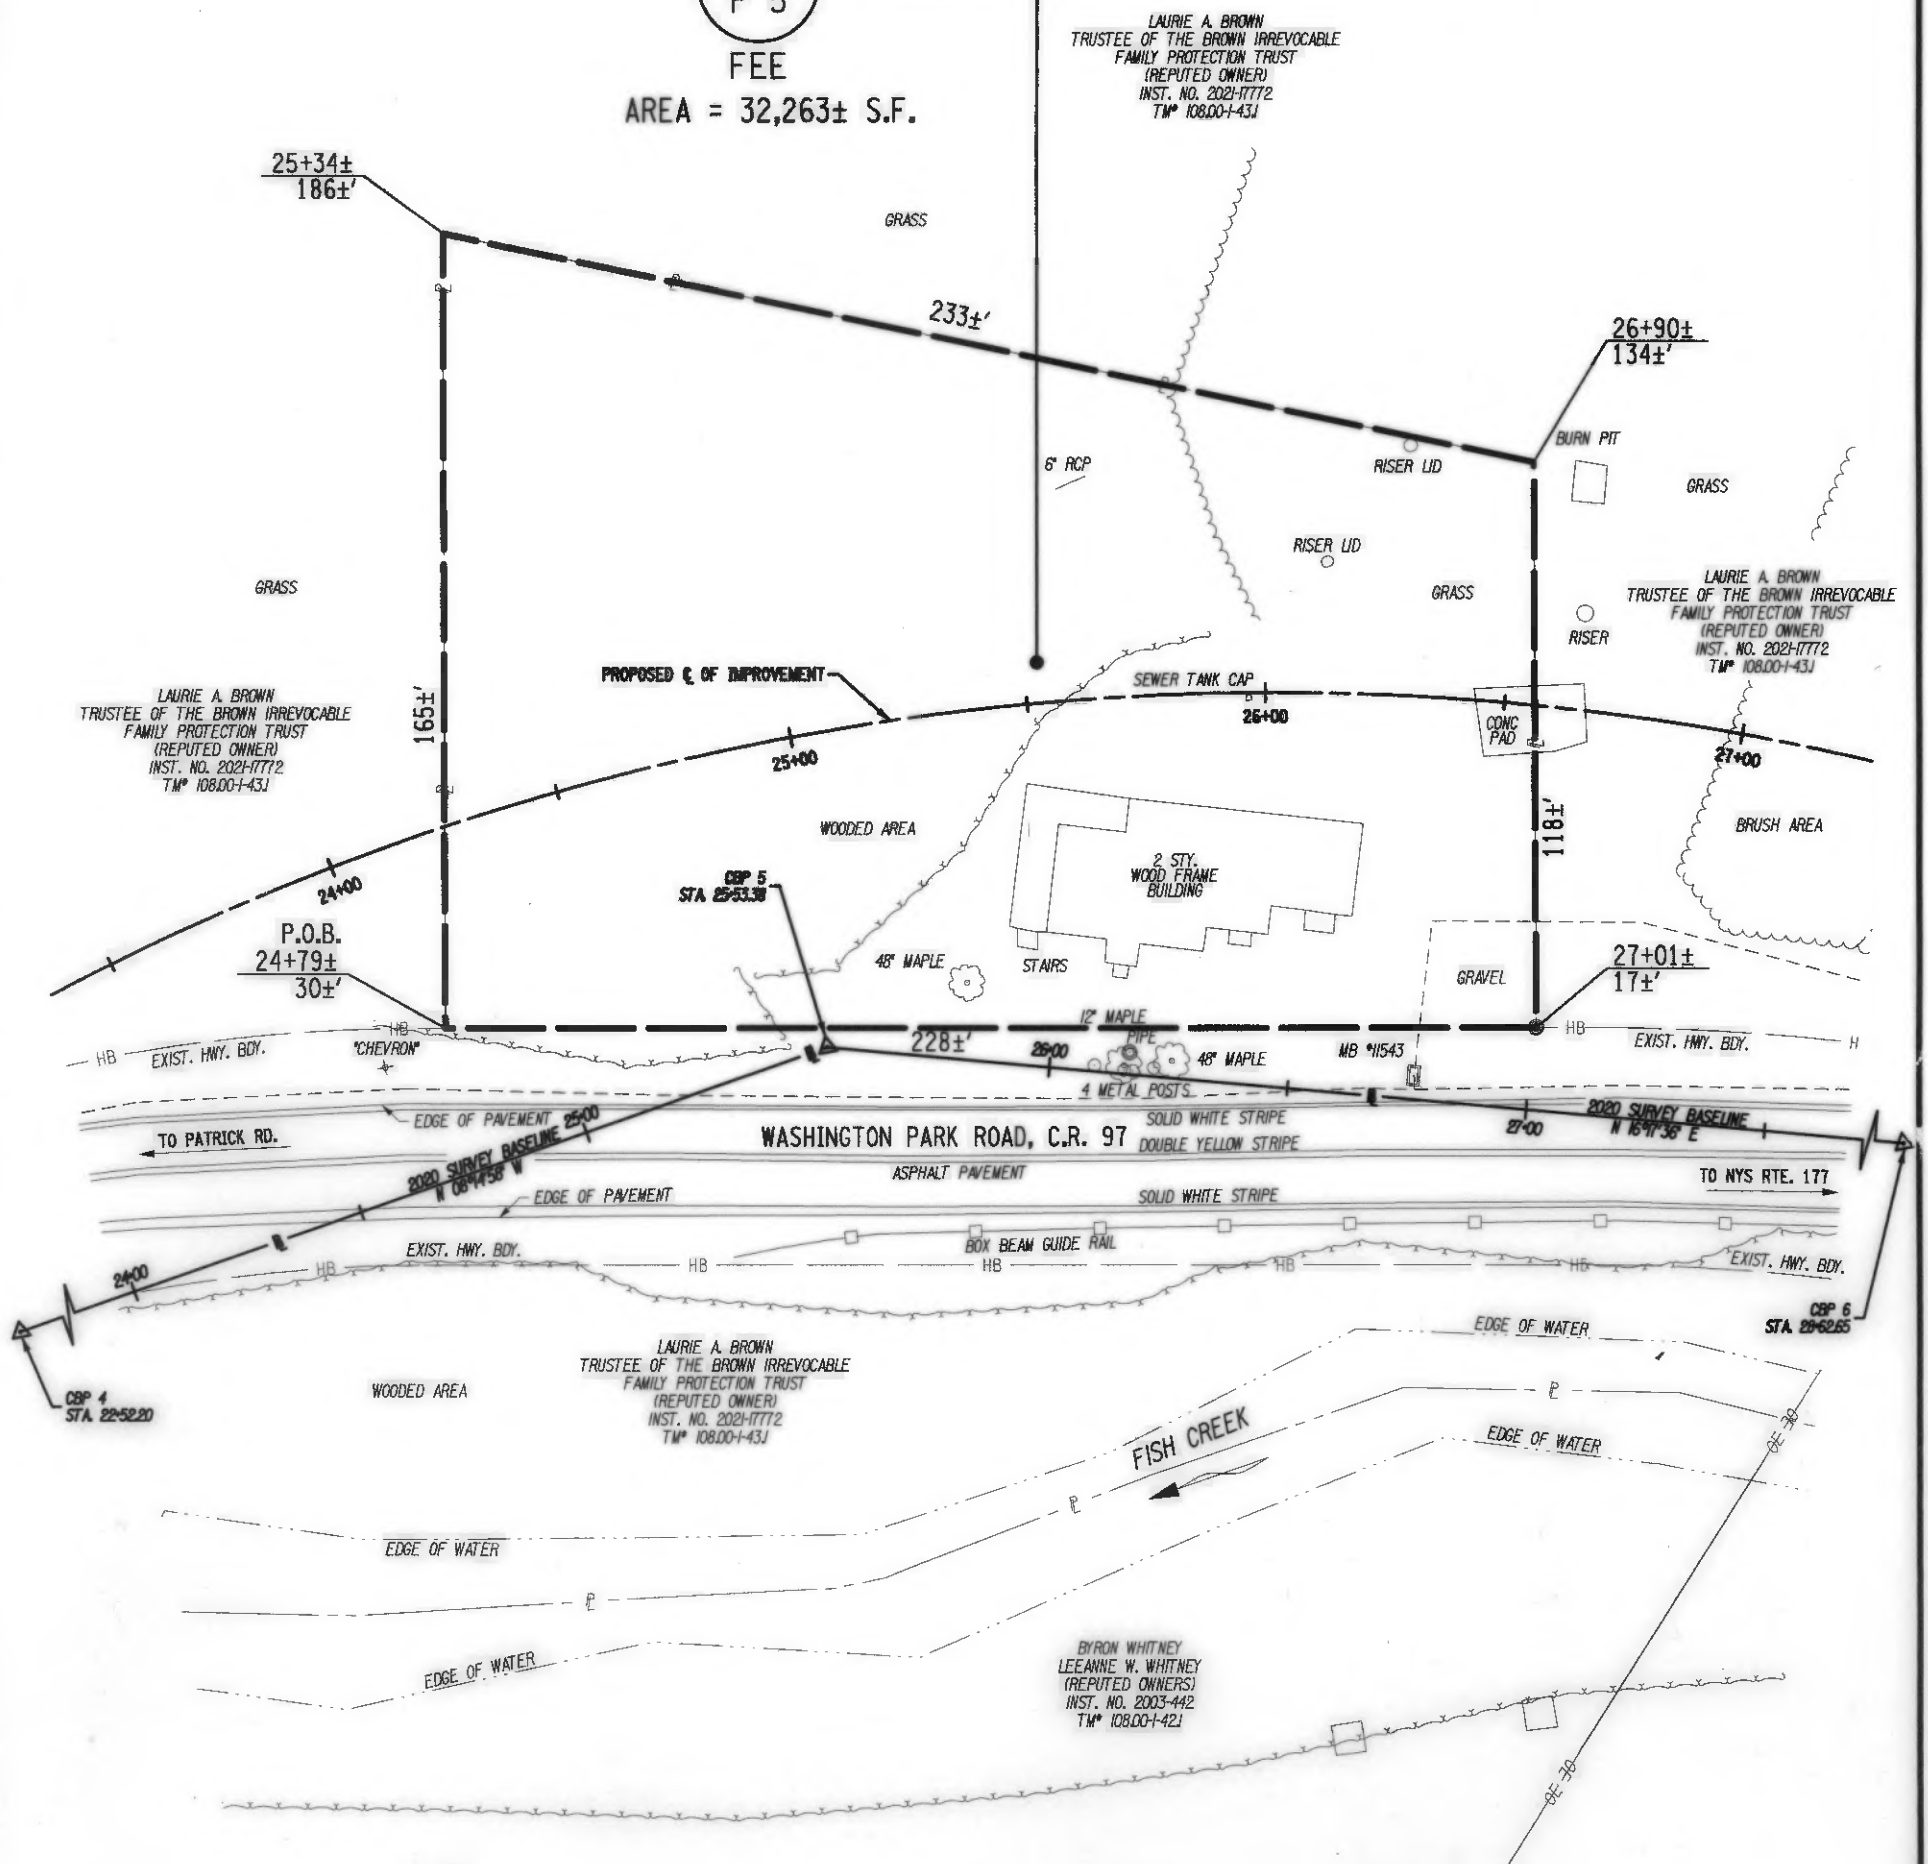 FEE
AREA = 32,263± S.F.
LAURIE A. BROWN
TRUSTEE OF THE BROWN IRREVOCABLE
FAMILY PROTECTION TRUST
(REPUTED OWNER)
INST. NO. 2021-17772
TM# 108.00-1-43.1
25+34±
186±'
GRASS
233±'
26+90±
134±'
BURN PIT
RISER LID
6" RCP
GRASS
RISER LID
GRASS
GRASS
RISER
LAURIE A. BROWN
TRUSTEE OF THE BROWN IRREVOCABLE
FAMILY PROTECTION TRUST
(REPUTED OWNER)
INST. NO. 2021-17772
TM# 108.00-1-43.1
LAURIE A. BROWN
TRUSTEE OF THE BROWN IRREVOCABLE
FAMILY PROTECTION TRUST
(REPUTED OWNER)
INST. NO. 2021-17772
TM# 108.00-1-43.1
165±'
PROPOSED ℄ OF IMPROVEMENT
SEWER TANK CAP
26+00
CONC
PAD
25+00
27+00
118±'
WOODED AREA
BRUSH AREA
2 STY.
WOOD FRAME
BUILDING
24+00
CBP 5
STA. 25+53.38
P.O.B.
24+79±
30±'
48" MAPLE
STAIRS
GRAVEL
27+01±
17±'
HB
EXIST. HWY. BDY.
HB
"CHEVRON"
228±'
26+00
12" MAPLE
PIPE
48" MAPLE
MB #11543
HB
EXIST. HWY. BDY.
H
4 METAL POSTS
EDGE OF PAVEMENT
25+00
SOLID WHITE STRIPE
2020 SURVEY BASELINE
N 16°17'36" E
TO PATRICK RD.
WASHINGTON PARK ROAD, C.R. 97
DOUBLE YELLOW STRIPE
27+00
2020 SURVEY BASELINE
N 08°14'58" W
ASPHALT PAVEMENT
TO NYS RTE. 177
EDGE OF PAVEMENT
SOLID WHITE STRIPE
EXIST. HWY. BDY.
BOX BEAM GUIDE RAIL
HB
HB
HB
HB
HB
EXIST. HWY. BDY.
24+00
CBP 6
STA. 28+62.65
CBP 4
STA. 22+52.20
WOODED AREA
LAURIE A. BROWN
TRUSTEE OF THE BROWN IRREVOCABLE
FAMILY PROTECTION TRUST
(REPUTED OWNER)
INST. NO. 2021-17772
TM# 108.00-1-43.1
EDGE OF WATER
FISH CREEK
EDGE OF WATER
OE 30
EDGE OF WATER
EDGE OF WATER
BYRON WHITNEY
LEEANNE W. WHITNEY
(REPUTED OWNERS)
INST. NO. 2003-442
TM# 108.00-1-42.1
OE 30